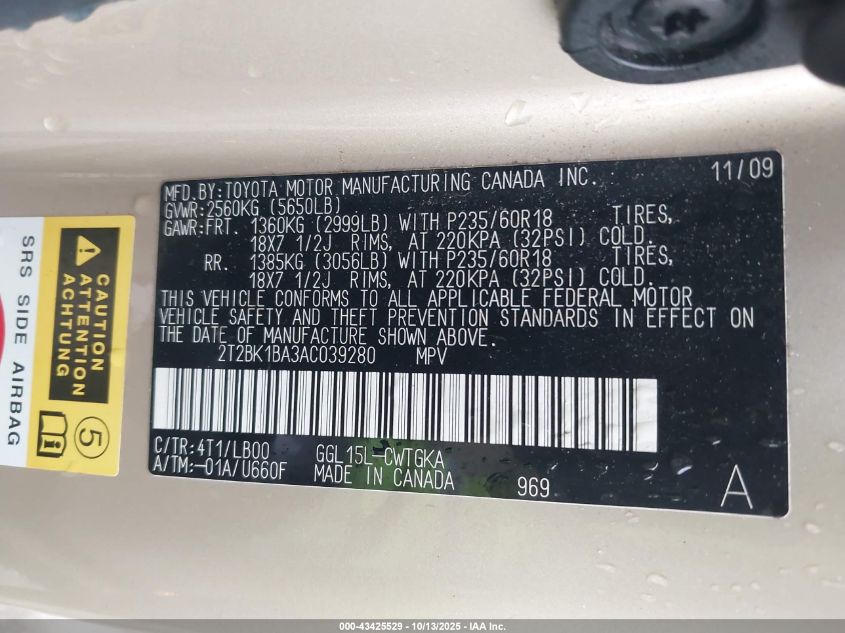 11/09
MFD.BY:TOYOTA MOTOR MANUFACTURING CANADA INC.
GVWR:2560KG (5650LB)
GAWR:FRT. 1360KG (2999LB) WITH P235/60R18 TIRES,
18X7 1/2J RIMS, AT 220KPA (32PSI) COLD.
RR. 1385KG (3056LB) WITH P235/60R18 TIRES,
18X7 1/2J RIMS, AT 220KPA (32PSI) COLD.
THIS VEHICLE CONFORMS TO ALL APPLICABLE FEDERAL MOTOR
VEHICLE SAFETY AND THEFT PREVENTION STANDARDS IN EFFECT ON
THE DATE OF MANUFACTURE SHOWN ABOVE.
2T2BK1BA3AC039280 MPV
C/TR:4T1/LB00 GGL15L-CWTGKA
A/TM:-01A/U660F MADE IN CANADA 969
A
SRS SIDE AIRBAG
CAUTION
ATTENTION
ACHTUNG
5
i
000-43425529 - 10/13/2025 - IAA Inc.